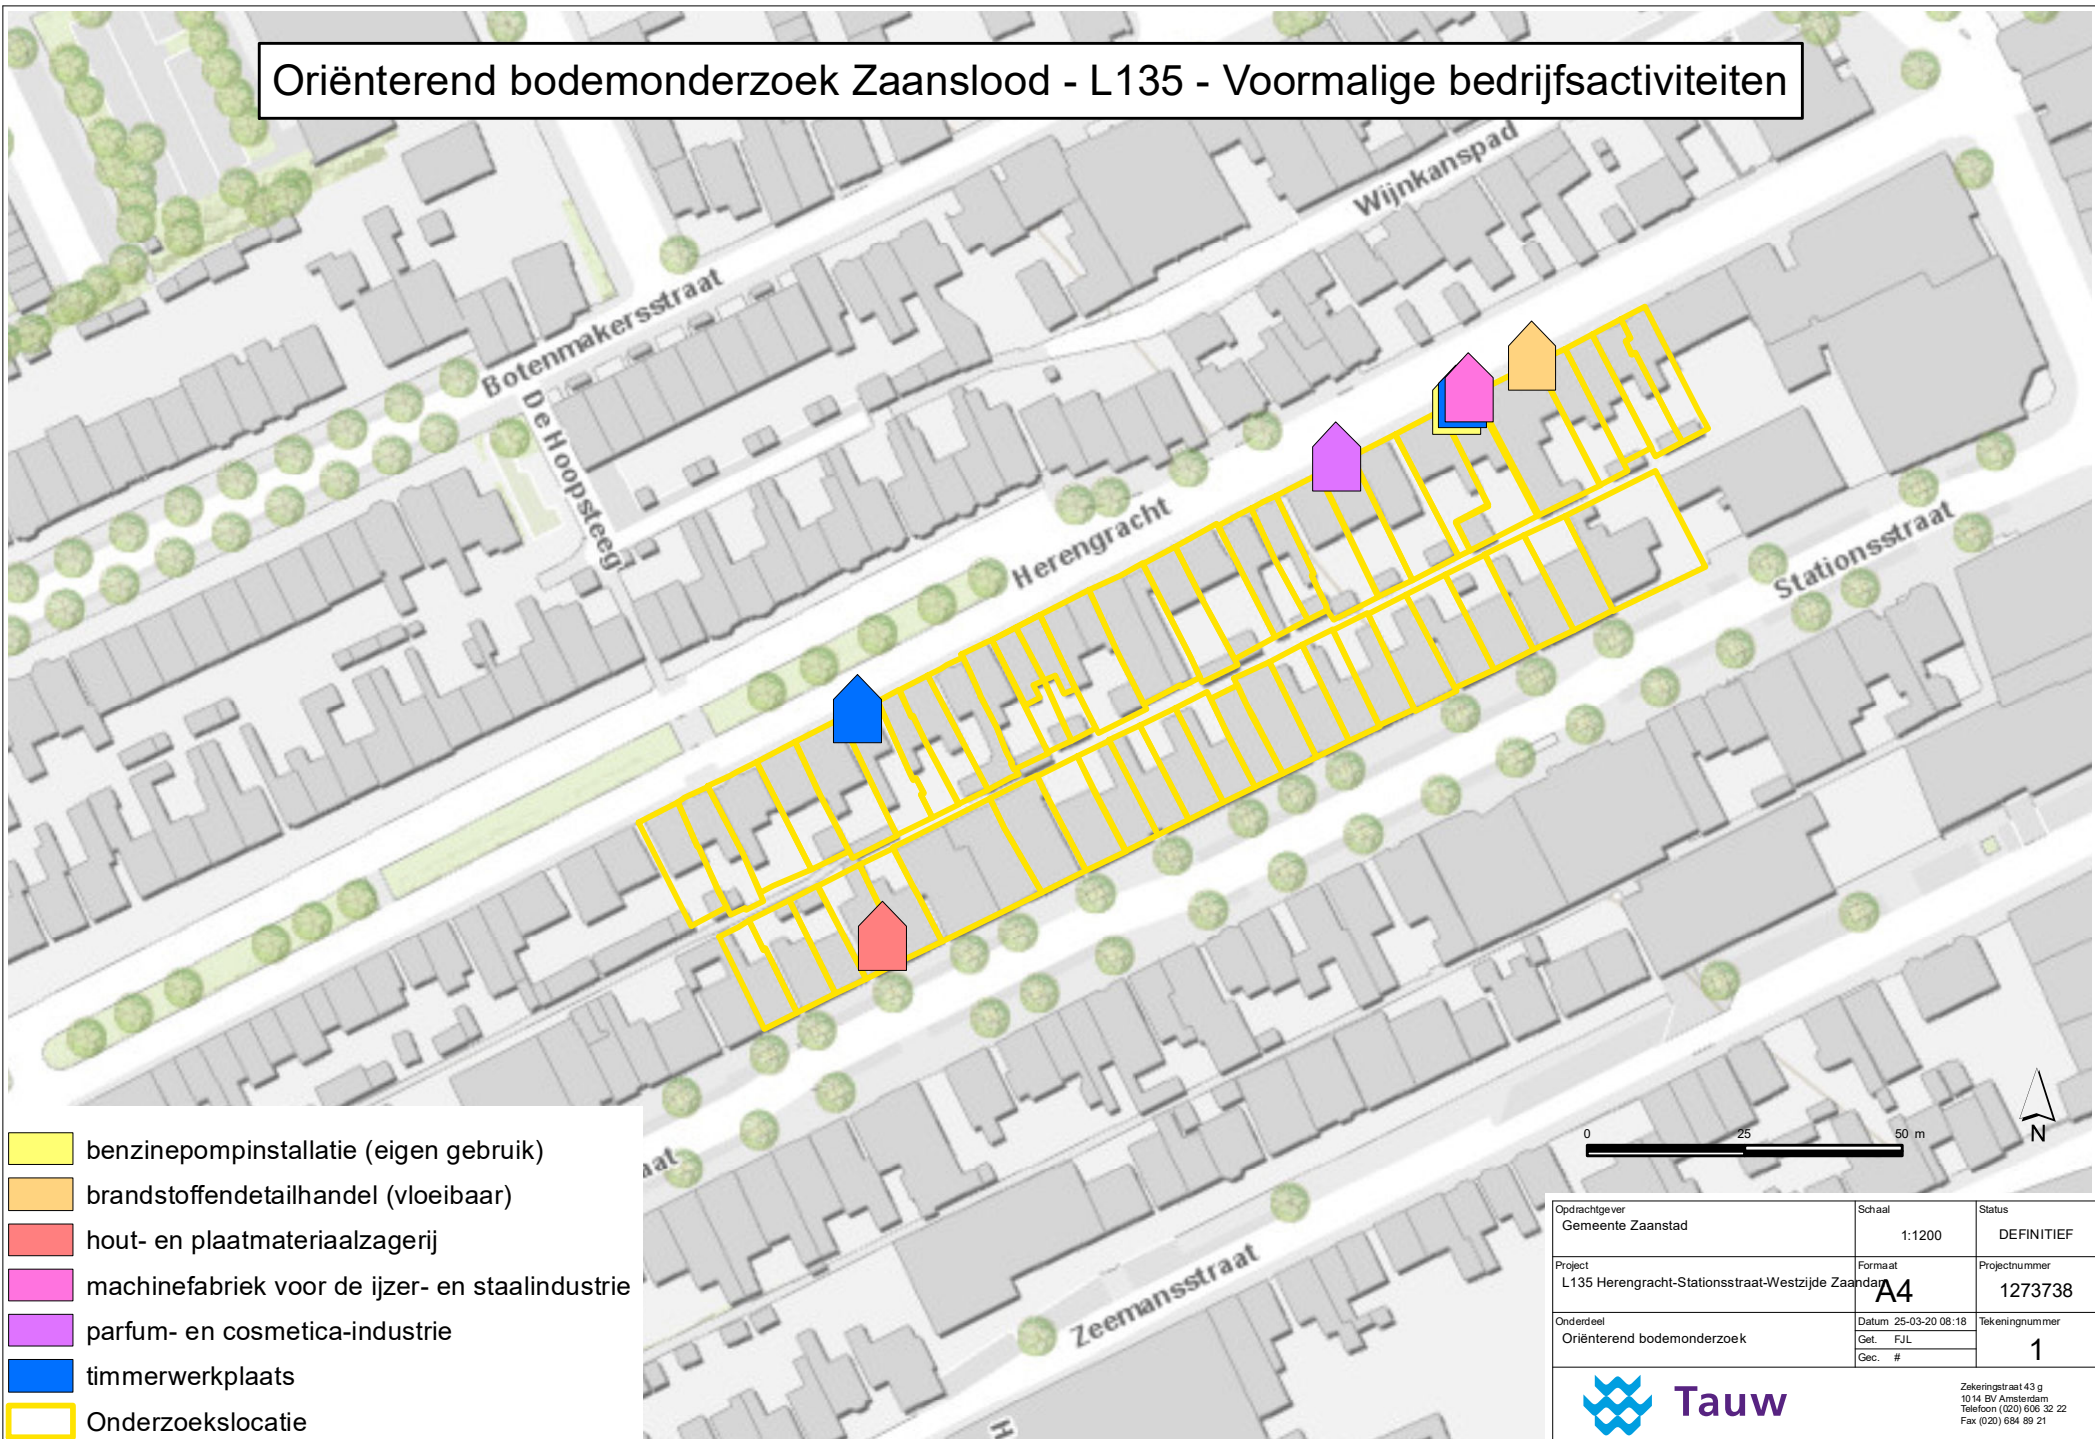 Oriënterend bodemonderzoek Zaanslood - L135 - Voormalige bedrijfsactiviteiten
Wijnkanspad
Botenmakersstraat
De Hoopsteeg
Herengracht
Stationsstraat
aat
Zeemansstraat
H
benzinepompinstallatie (eigen gebruik)
brandstoffendetailhandel (vloeibaar)
hout- en plaatmateriaalzagerij
machinefabriek voor de ijzer- en staalindustrie
parfum- en cosmetica-industrie
timmerwerkplaats
Onderzoekslocatie
0 25 50 m
N
Opdrachtgever
Gemeente Zaanstad
Schaal
1:1200
Status
DEFINITIEF
Project
L135 Herengracht-Stationsstraat-Westzijde Zaandam
Formaat
A4
Projectnummer
1273738
Onderdeel
Oriënterend bodemonderzoek
Datum 25-03-20 08:18
Get. FJL
Gec. #
Tekeningnummer
1
Tauw
Zekeringstraat 43 g
1014 BV Amsterdam
Telefoon (020) 606 32 22
Fax (020) 684 89 21